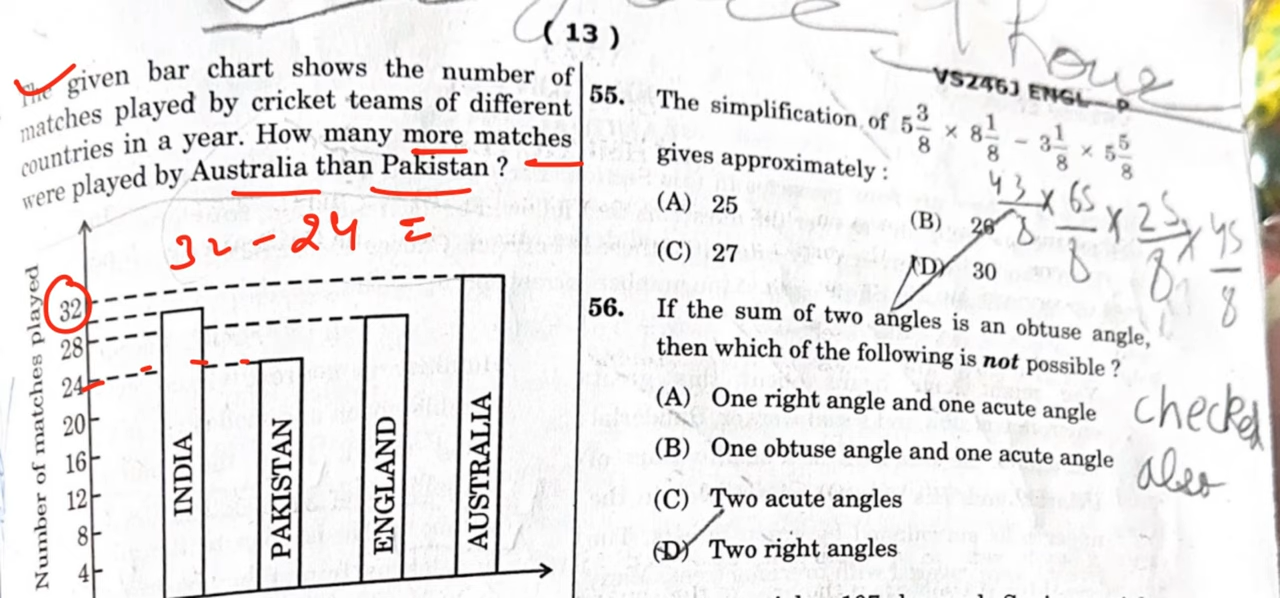 ( 13 )
VS2461 ENGL—P
The given bar chart shows the number of
matches played by cricket teams of different
countries in a year. How many more matches
were played by Australia than Pakistan ?
32 - 24 =
Number of matches played
32
28
24
20
16
12
8
4
INDIA
PAKISTAN
ENGLAND
AUSTRALIA
55. The simplification of 5 3/8 × 8 1/8 − 3 1/8 × 5 5/8
gives approximately :
(A) 25
(B) 26
(C) 27
(D) 30
43/8 × 65/8 × 25/8 × 45/8
56. If the sum of two angles is an obtuse angle,
then which of the following is not possible ?
(A) One right angle and one acute angle
(B) One obtuse angle and one acute angle
(C) Two acute angles
(D) Two right angles
checked
also